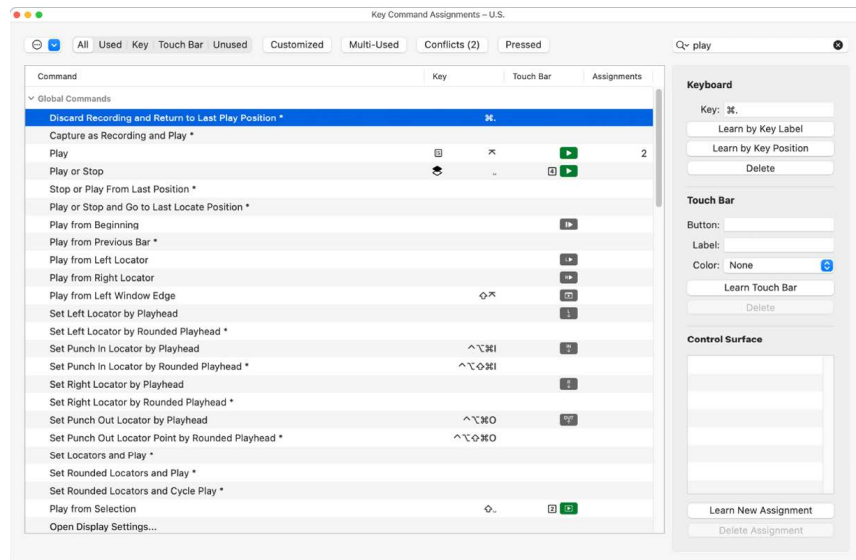 Key Command Assignments – U.S.
All Used Key Touch Bar Unused Customized Multi-Used Conflicts (2) Pressed play
Command Key Touch Bar Assignments
Global Commands
Discard Recording and Return to Last Play Position * ⌘.
Capture as Recording and Play *
Play ⌤ 2
Play or Stop 4
Stop or Play From Last Position *
Play or Stop and Go to Last Locate Position *
Play from Beginning
Play from Previous Bar *
Play from Left Locator
Play from Right Locator
Play from Left Window Edge ⇧⌤
Set Left Locator by Playhead L
Set Left Locator by Rounded Playhead *
Set Punch In Locator by Playhead ^⌥⌘I IN
Set Punch In Locator by Rounded Playhead * ^⌥⇧⌘I
Set Right Locator by Playhead R
Set Right Locator by Rounded Playhead *
Set Punch Out Locator by Playhead ^⌥⌘O OUT
Set Punch Out Locator Point by Rounded Playhead * ^⌥⇧⌘O
Set Locators and Play *
Set Rounded Locators and Play *
Set Rounded Locators and Cycle Play *
Play from Selection ⇧⎵ 2
Open Display Settings...
Keyboard
Key: ⌘.
Learn by Key Label
Learn by Key Position
Delete
Touch Bar
Button:
Label:
Color: None
Learn Touch Bar
Delete
Control Surface
Learn New Assignment
Delete Assignment